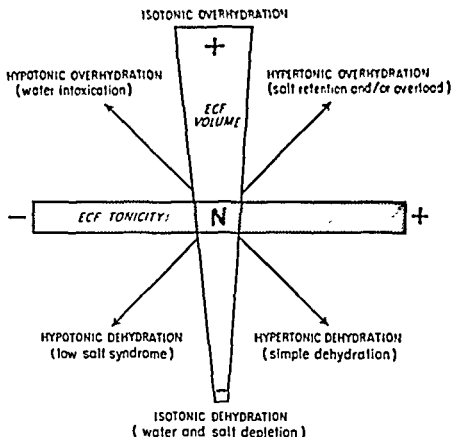 ISOTONIC OVERHYDRATION
+
HYPOTONIC OVERHYDRATION
(water intoxication)
HYPERTONIC OVERHYDRATION
(salt retention and/or overload)
ECF
VOLUME
− ECF TONICITY: N +
HYPOTONIC DEHYDRATION
(low salt syndrome)
HYPERTONIC DEHYDRATION
(simple dehydration)
−
ISOTONIC DEHYDRATION
(water and salt depletion)